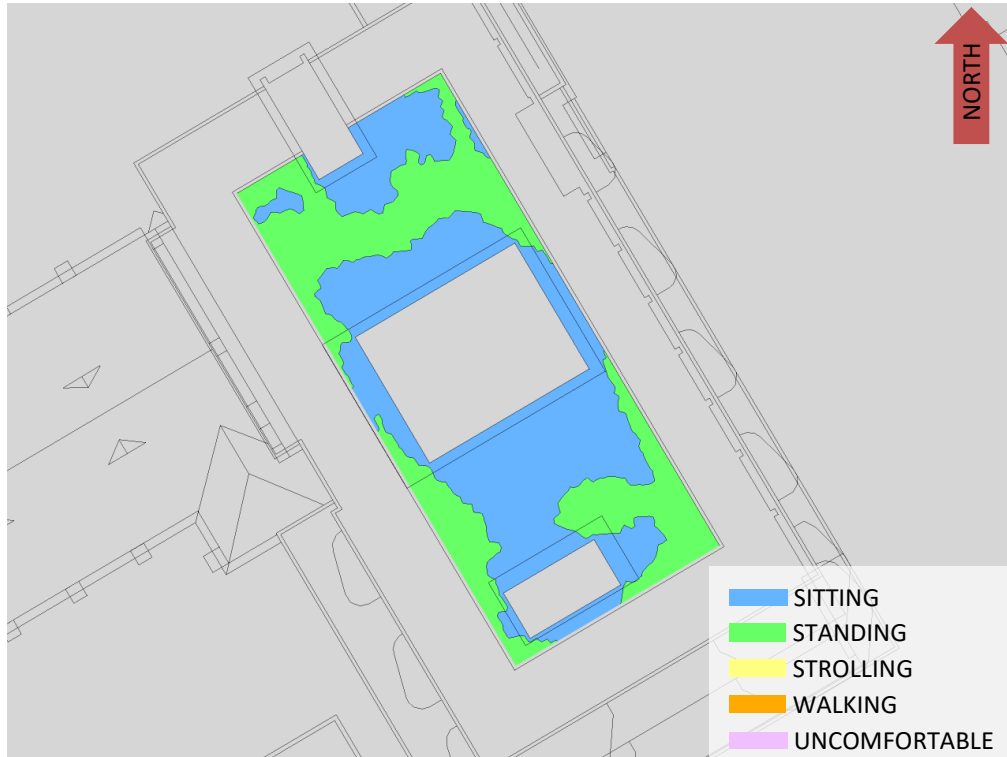 NORTH
SITTING
STANDING
STROLLING
WALKING
UNCOMFORTABLE